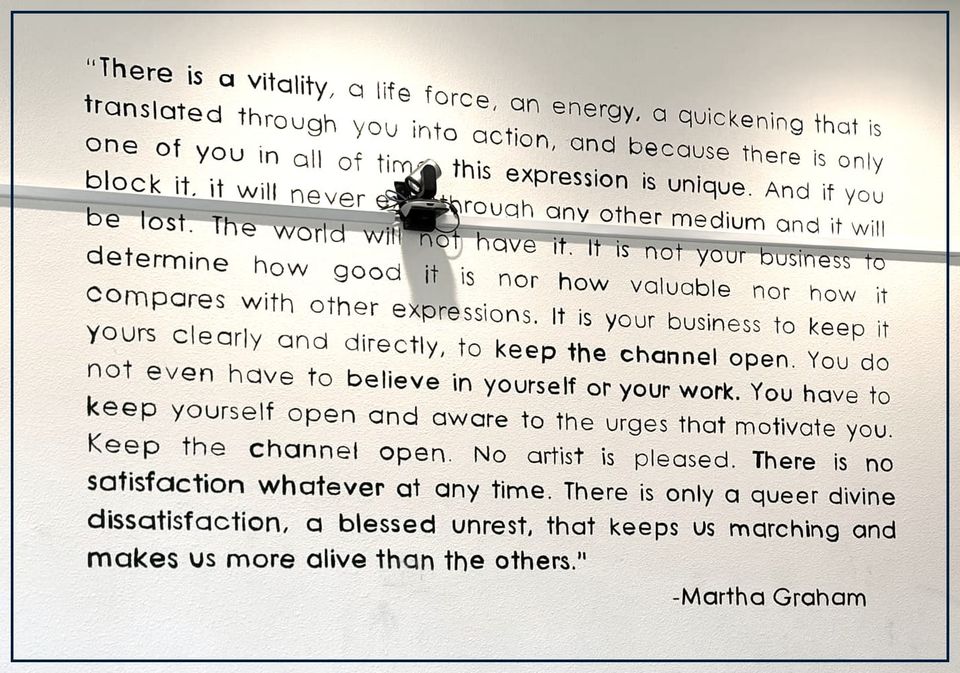 “There is a vitality, a life force, an energy, a quickening that is
translated through you into action, and because there is only
one of you in all of time this expression is unique. And if you
block it, it will never through any other medium and it will
be lost. The world will not have it. It is not your business to
determine how good it is nor how valuable nor how it
compares with other expressions. It is your business to keep it
yours clearly and directly, to keep the channel open. You do
not even have to believe in yourself or your work. You have to
keep yourself open and aware to the urges that motivate you.
Keep the channel open. No artist is pleased. There is no
satisfaction whatever at any time. There is only a queer divine
dissatisfaction, a blessed unrest, that keeps us marching and
makes us more alive than the others."
-Martha Graham